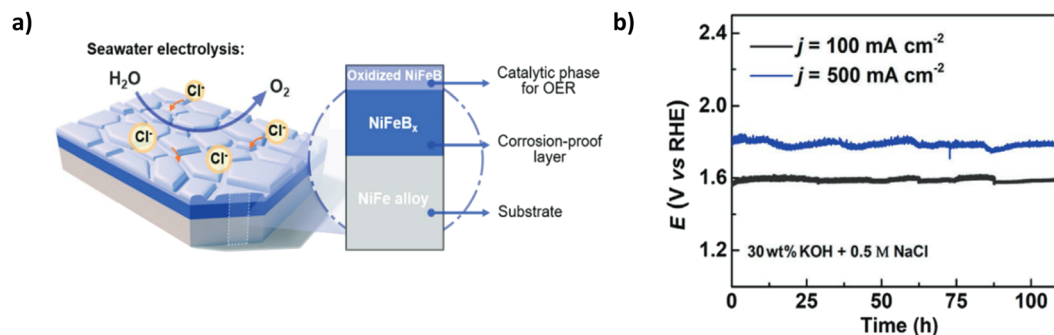 a)
Seawater electrolysis:
H₂O
O₂
Cl⁻
Cl⁻
Cl⁻
Cl⁻
Oxidized NiFeB
NiFeBₓ
NiFe alloy
Catalytic phase
for OER
Corrosion-proof
layer
Substrate
b)
E (V vs RHE)
2.4
2.0
1.6
1.2
j = 100 mA cm⁻²
j = 500 mA cm⁻²
30 wt% KOH + 0.5 M NaCl
0 25 50 75 100
Time (h)